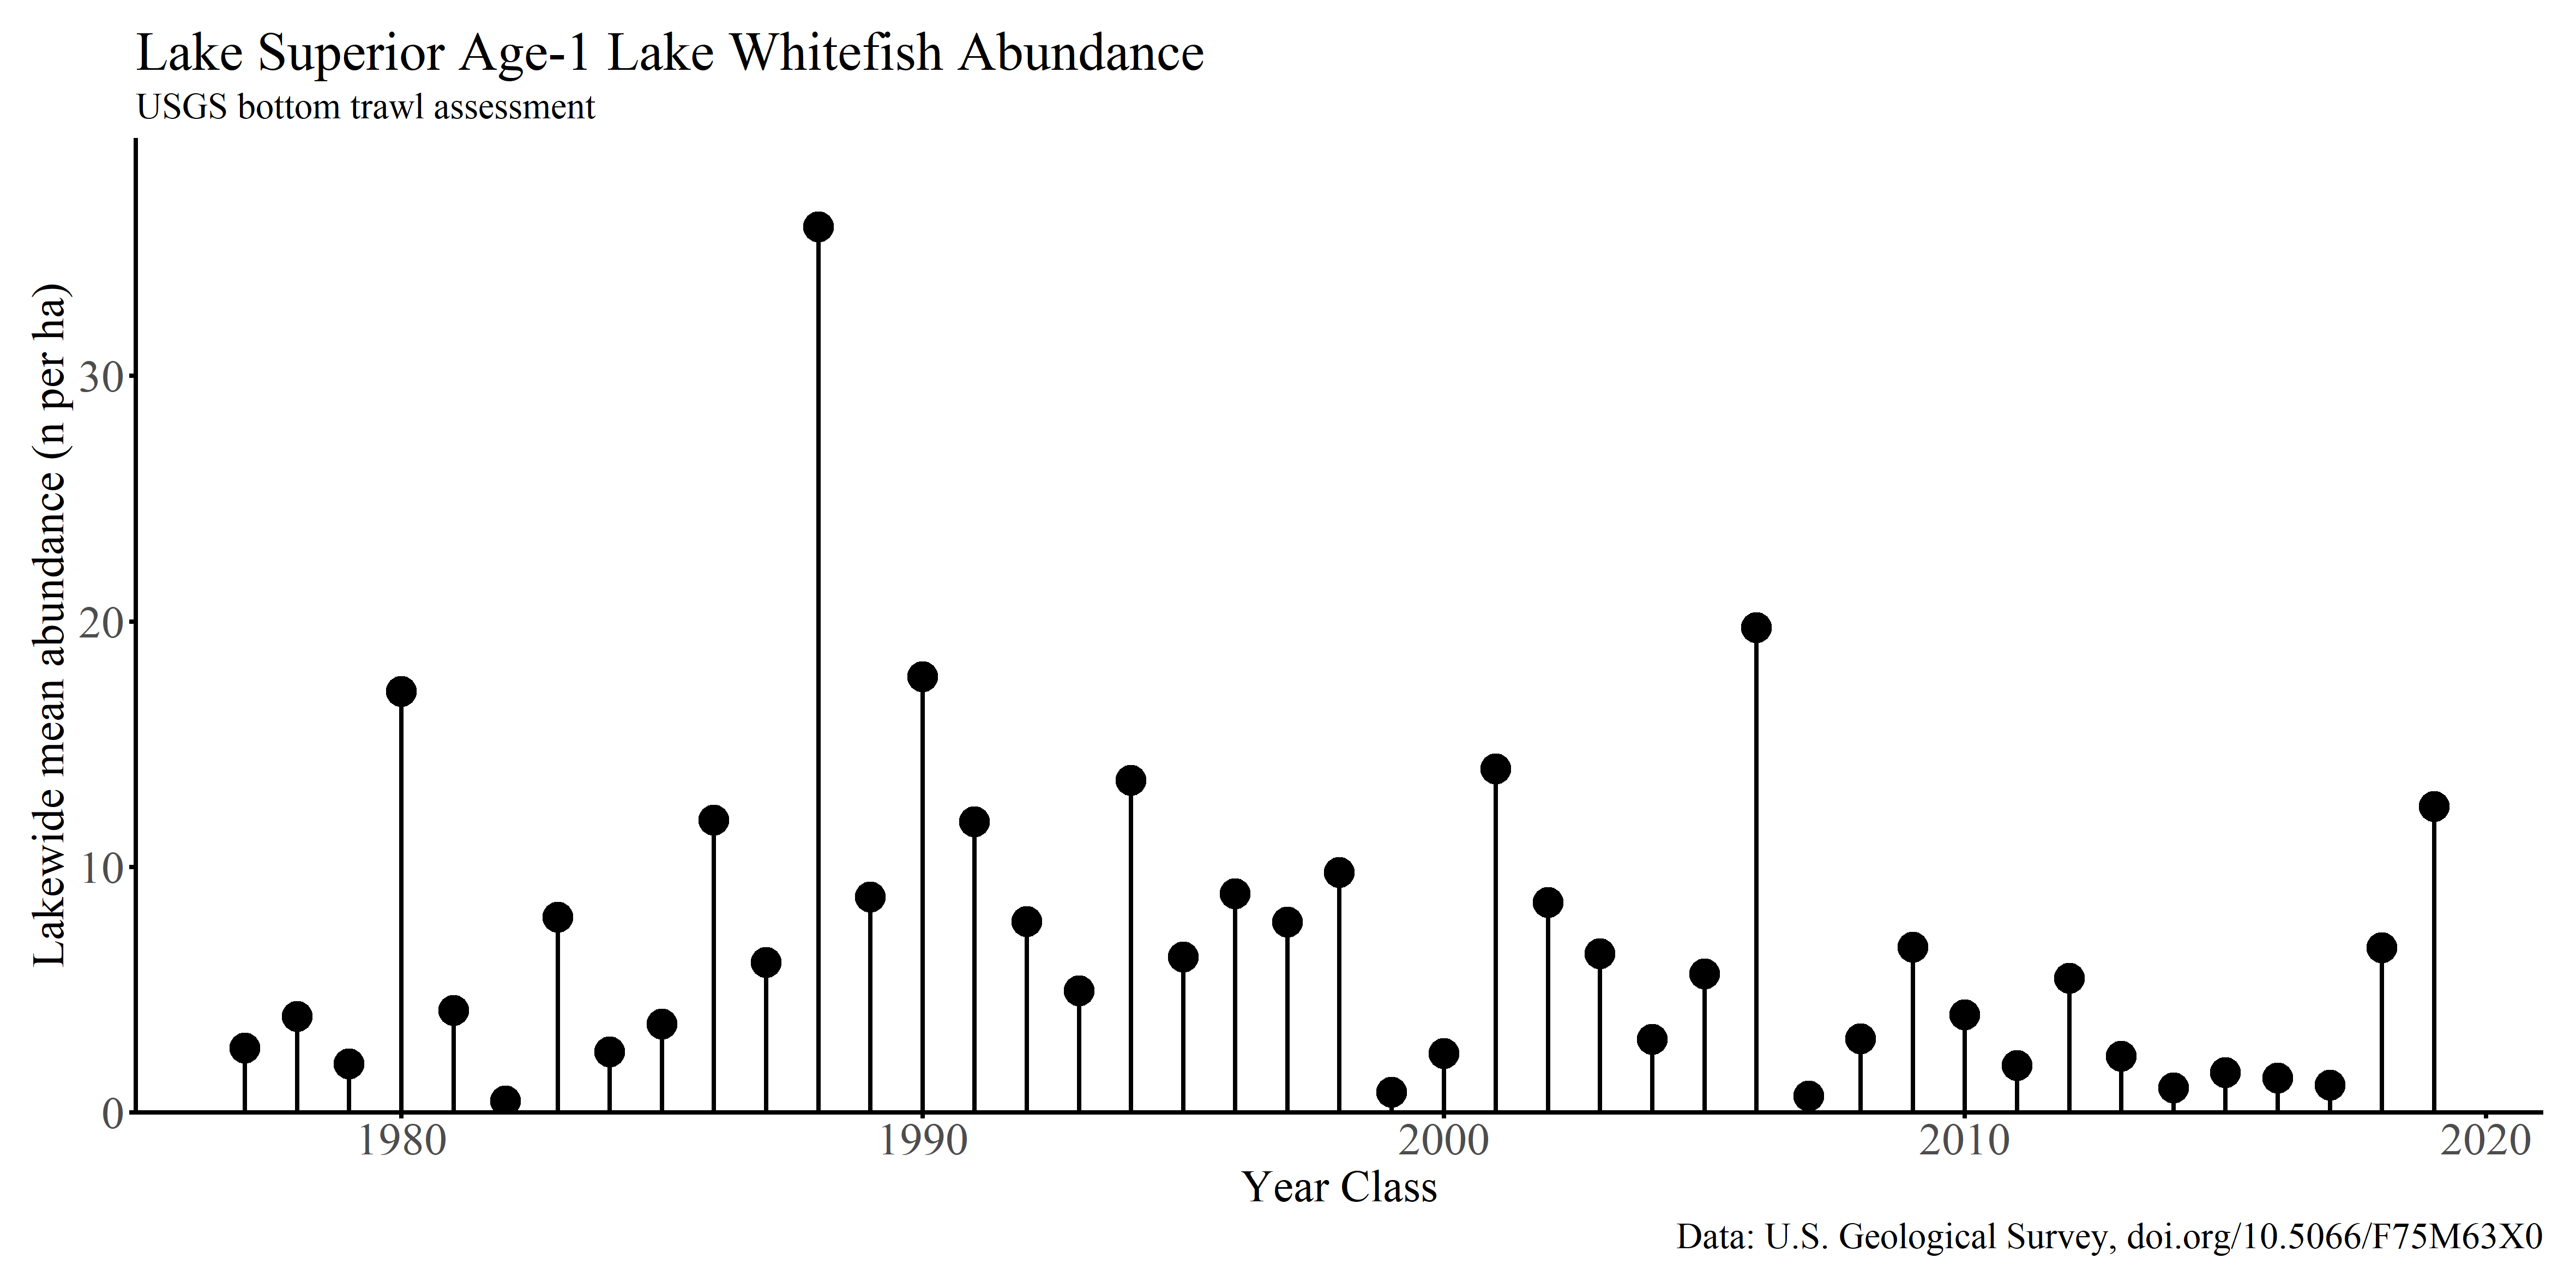 Lake Superior Age-1 Lake Whitefish Abundance
USGS bottom trawl assessment
Lakewide mean abundance (n per ha)
30
20
10
0
1980 1990 2000 2010 2020
Year Class
Data: U.S. Geological Survey, doi.org/10.5066/F75M63X0